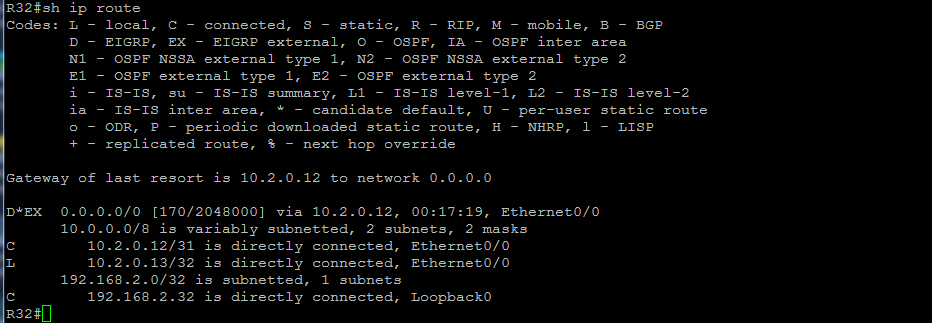 R32#sh ip route
Codes: L - local, C - connected, S - static, R - RIP, M - mobile, B - BGP
       D - EIGRP, EX - EIGRP external, O - OSPF, IA - OSPF inter area
       N1 - OSPF NSSA external type 1, N2 - OSPF NSSA external type 2
       E1 - OSPF external type 1, E2 - OSPF external type 2
       i - IS-IS, su - IS-IS summary, L1 - IS-IS level-1, L2 - IS-IS level-2
       ia - IS-IS inter area, * - candidate default, U - per-user static route
       o - ODR, P - periodic downloaded static route, H - NHRP, l - LISP
       + - replicated route, % - next hop override
Gateway of last resort is 10.2.0.12 to network 0.0.0.0
D*EX  0.0.0.0/0 [170/2048000] via 10.2.0.12, 00:17:19, Ethernet0/0
      10.0.0.0/8 is variably subnetted, 2 subnets, 2 masks
C        10.2.0.12/31 is directly connected, Ethernet0/0
L        10.2.0.13/32 is directly connected, Ethernet0/0
      192.168.2.0/32 is subnetted, 1 subnets
C        192.168.2.32 is directly connected, Loopback0
R32#